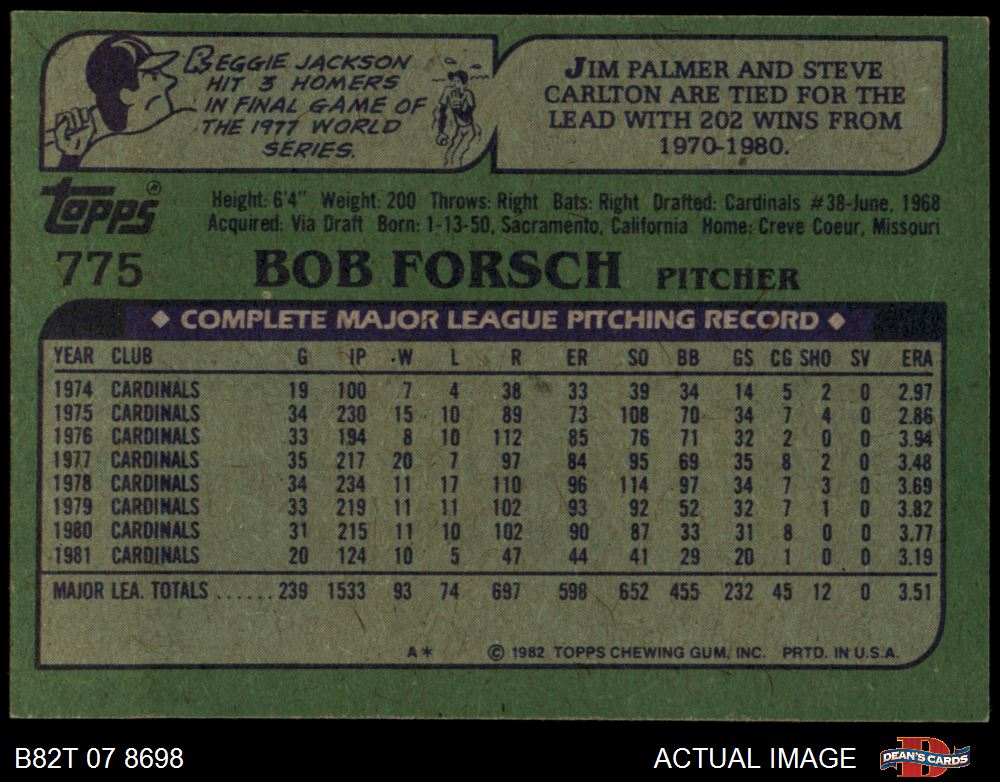 REGGIE JACKSON
HIT 3 HOMERS
IN FINAL GAME OF
THE 1977 WORLD
SERIES.
JIM PALMER AND STEVE
CARLTON ARE TIED FOR THE
LEAD WITH 202 WINS FROM
1970-1980.
Topps®
Height: 6'4" Weight: 200 Throws: Right Bats: Right Drafted: Cardinals #38-June, 1968
Acquired: Via Draft Born: 1-13-50, Sacramento, California Home: Creve Coeur, Missouri
775 BOB FORSCH PITCHER
◆ COMPLETE MAJOR LEAGUE PITCHING RECORD ◆
YEAR CLUB G IP W L R ER SO BB GS CG SHO SV ERA
1974 CARDINALS 19 100 7 4 38 33 39 34 14 5 2 0 2.97
1975 CARDINALS 34 230 15 10 89 73 108 70 34 7 4 0 2.86
1976 CARDINALS 33 194 8 10 112 85 76 71 32 2 0 0 3.94
1977 CARDINALS 35 217 20 7 97 84 95 69 35 8 2 0 3.48
1978 CARDINALS 34 234 11 17 110 96 114 97 34 7 3 0 3.69
1979 CARDINALS 33 219 11 11 102 93 92 52 32 7 1 0 3.82
1980 CARDINALS 31 215 11 10 102 90 87 33 31 8 0 0 3.77
1981 CARDINALS 20 124 10 5 47 44 41 29 20 1 0 0 3.19
MAJOR LEA. TOTALS ...... 239 1533 93 74 697 598 652 455 232 45 12 0 3.51
A* © 1982 TOPPS CHEWING GUM, INC. PRTD. IN U.S.A.
B82T 07 8698 ACTUAL IMAGE DEAN'S CARDS